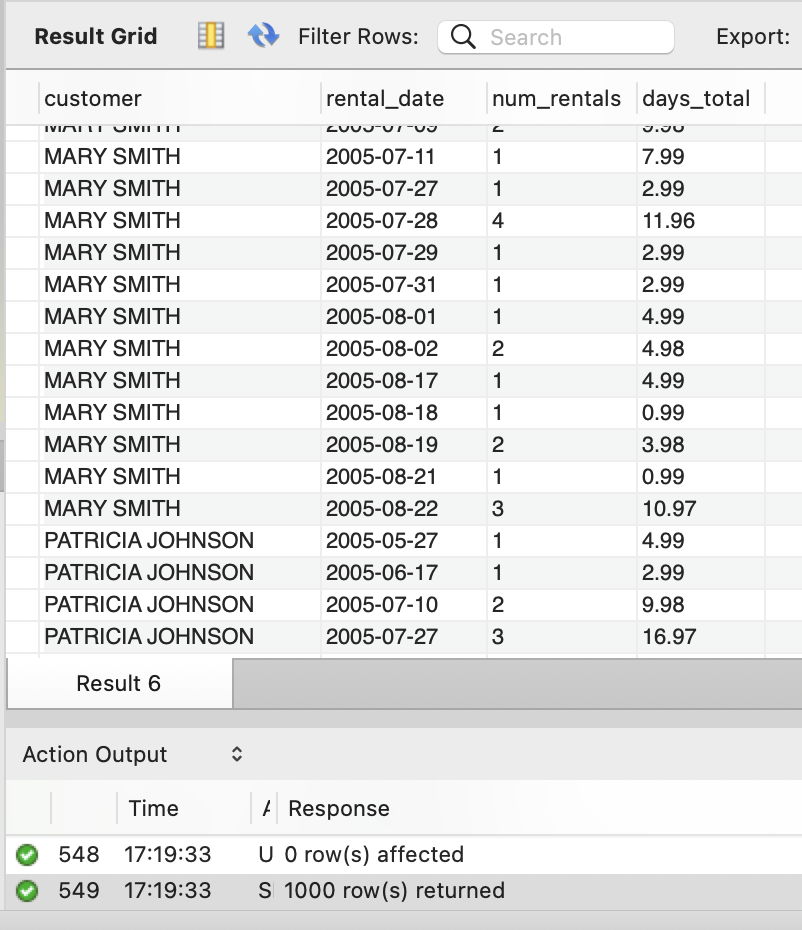 Result Grid Filter Rows: Search Export:
customer rental_date num_rentals days_total
MARY SMITH 2005-07-09 2 9.98
MARY SMITH 2005-07-11 1 7.99
MARY SMITH 2005-07-27 1 2.99
MARY SMITH 2005-07-28 4 11.96
MARY SMITH 2005-07-29 1 2.99
MARY SMITH 2005-07-31 1 2.99
MARY SMITH 2005-08-01 1 4.99
MARY SMITH 2005-08-02 2 4.98
MARY SMITH 2005-08-17 1 4.99
MARY SMITH 2005-08-18 1 0.99
MARY SMITH 2005-08-19 2 3.98
MARY SMITH 2005-08-21 1 0.99
MARY SMITH 2005-08-22 3 10.97
PATRICIA JOHNSON 2005-05-27 1 4.99
PATRICIA JOHNSON 2005-06-17 1 2.99
PATRICIA JOHNSON 2005-07-10 2 9.98
PATRICIA JOHNSON 2005-07-27 3 16.97
Result 6
Action Output
Time Response
548 17:19:33 U 0 row(s) affected
549 17:19:33 S 1000 row(s) returned